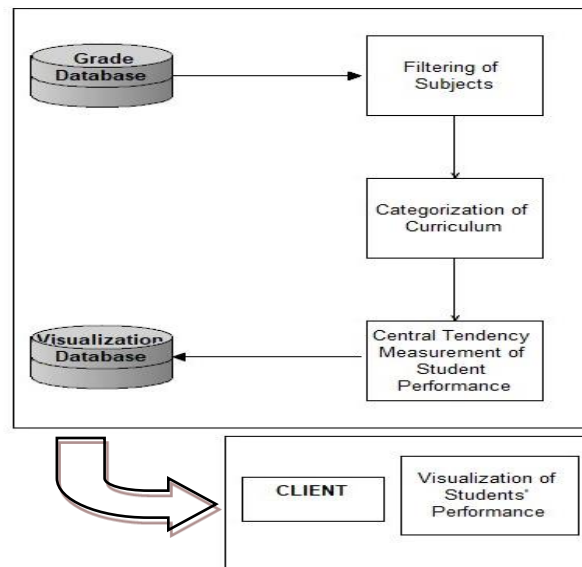 Grade
Database
Filtering of
Subjects
Categorization of
Curriculum
Central Tendency
Measurement of
Student
Performance
Visualization
Database
CLIENT
Visualization of
Students'
Performance